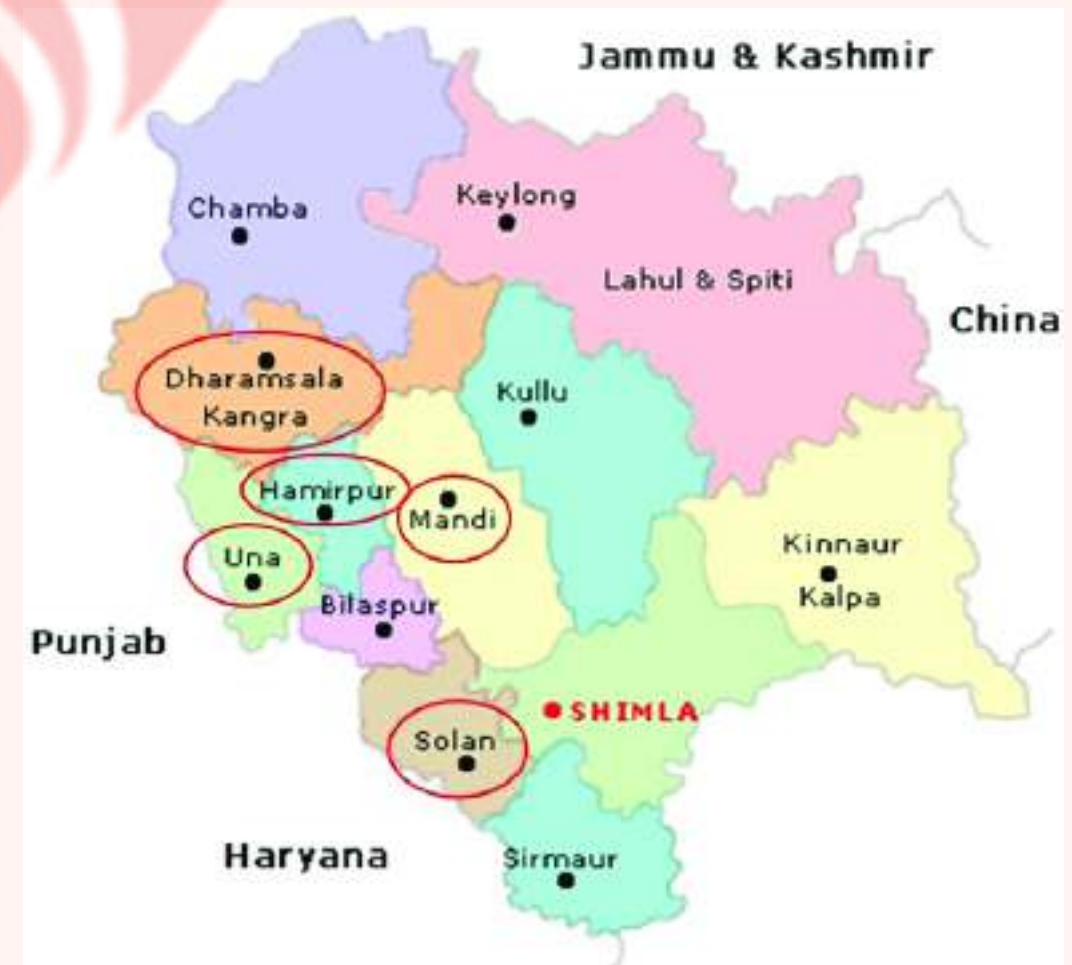 Jammu & Kashmir
Keylong
Chamba
Lahul & Spiti
China
Dharamsala
Kangra
Kullu
Hamirpur
Mandi
Kinnaur
Una
Kalpa
Bilaspur
Punjab
SHIMLA
Solan
Haryana
Sirmaur